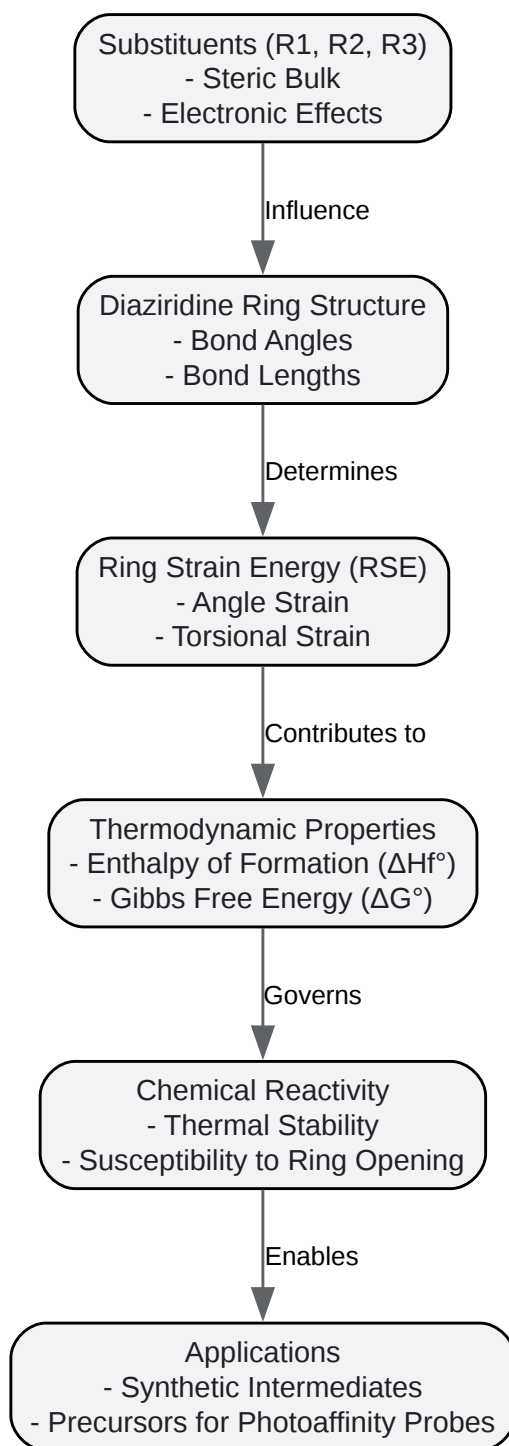 Substituents (R1, R2, R3)
- Steric Bulk
- Electronic Effects
Influence
Diaziridine Ring Structure
- Bond Angles
- Bond Lengths
Determines
Ring Strain Energy (RSE)
- Angle Strain
- Torsional Strain
Contributes to
Thermodynamic Properties
- Enthalpy of Formation (ΔHf°)
- Gibbs Free Energy (ΔG°)
Governs
Chemical Reactivity
- Thermal Stability
- Susceptibility to Ring Opening
Enables
Applications
- Synthetic Intermediates
- Precursors for Photoaffinity Probes